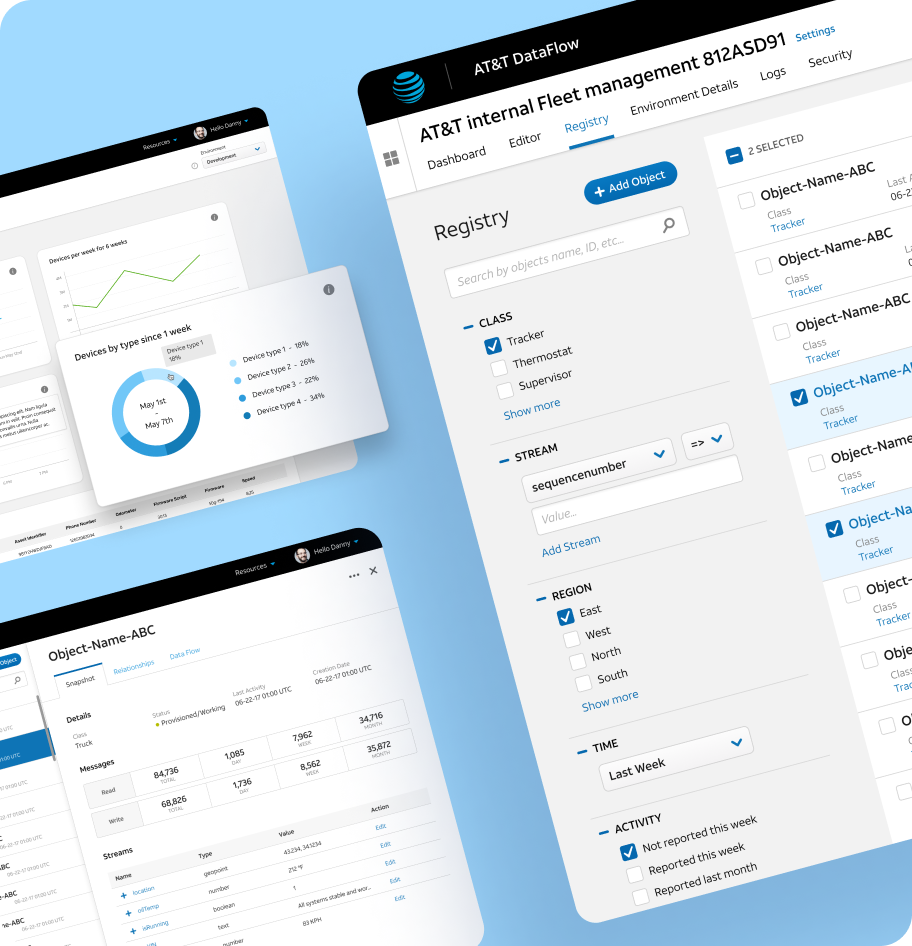 AT&T DataFlow
AT&T internal Fleet management 812ASD91
Settings
Dashboard
Editor
Registry
Environment Details
Logs
Security
Registry
+ Add Object
Search by objects name, ID, etc...
CLASS
Tracker
Thermostat
Supervisor
Show more
STREAM
sequencenumber
=>
Value...
Add Stream
REGION
East
West
North
South
Show more
TIME
Last Week
ACTIVITY
Not reported this week
Reported this week
Reported last month
2 SELECTED
Object-Name-ABC
Class
Tracker
Last A
06-2
Object-Name-ABC
Class
Tracker
Object-Name-ABC
Class
Tracker
Object-Name-A
Class
Tracker
Object-Name
Class
Tracker
Object-Na
Class
Tracker
Object-
Class
Tracker
Obje
Class
Trac
Resources
Hello Danny
Environment
Development
Devices per week for 6 weeks
Devices by type since 1 week
Device type 1
18%
May 1st
-
May 7th
Device type 1 - 18%
Device type 2 - 26%
Device type 3 - 22%
Device type 4 - 34%
Asset Identifier
Phone Number
Odometer
Firmware Script
Firmware
Speed
Resources
Hello Danny
Object
Object-Name-ABC
Snapshot
Relationships
Data Flow
Details
Class
Truck
Status
Provisioned/Working
Last Activity
06-22-17 01:00 UTC
Creation Date
06-22-17 01:00 UTC
Messages
Read
84,736
TOTAL
1,085
DAY
7,962
WEEK
34,716
MONTH
Write
68,826
TOTAL
1,736
DAY
8,562
WEEK
35,872
MONTH
Streams
Name
Type
Value
Action
location
geopoint
43.234, 34.1234
Edit
oilTemp
number
212 °F
Edit
isRunning
boolean
1
Edit
text
All systems stable and wor...
Edit
number
83 KPH
Edit